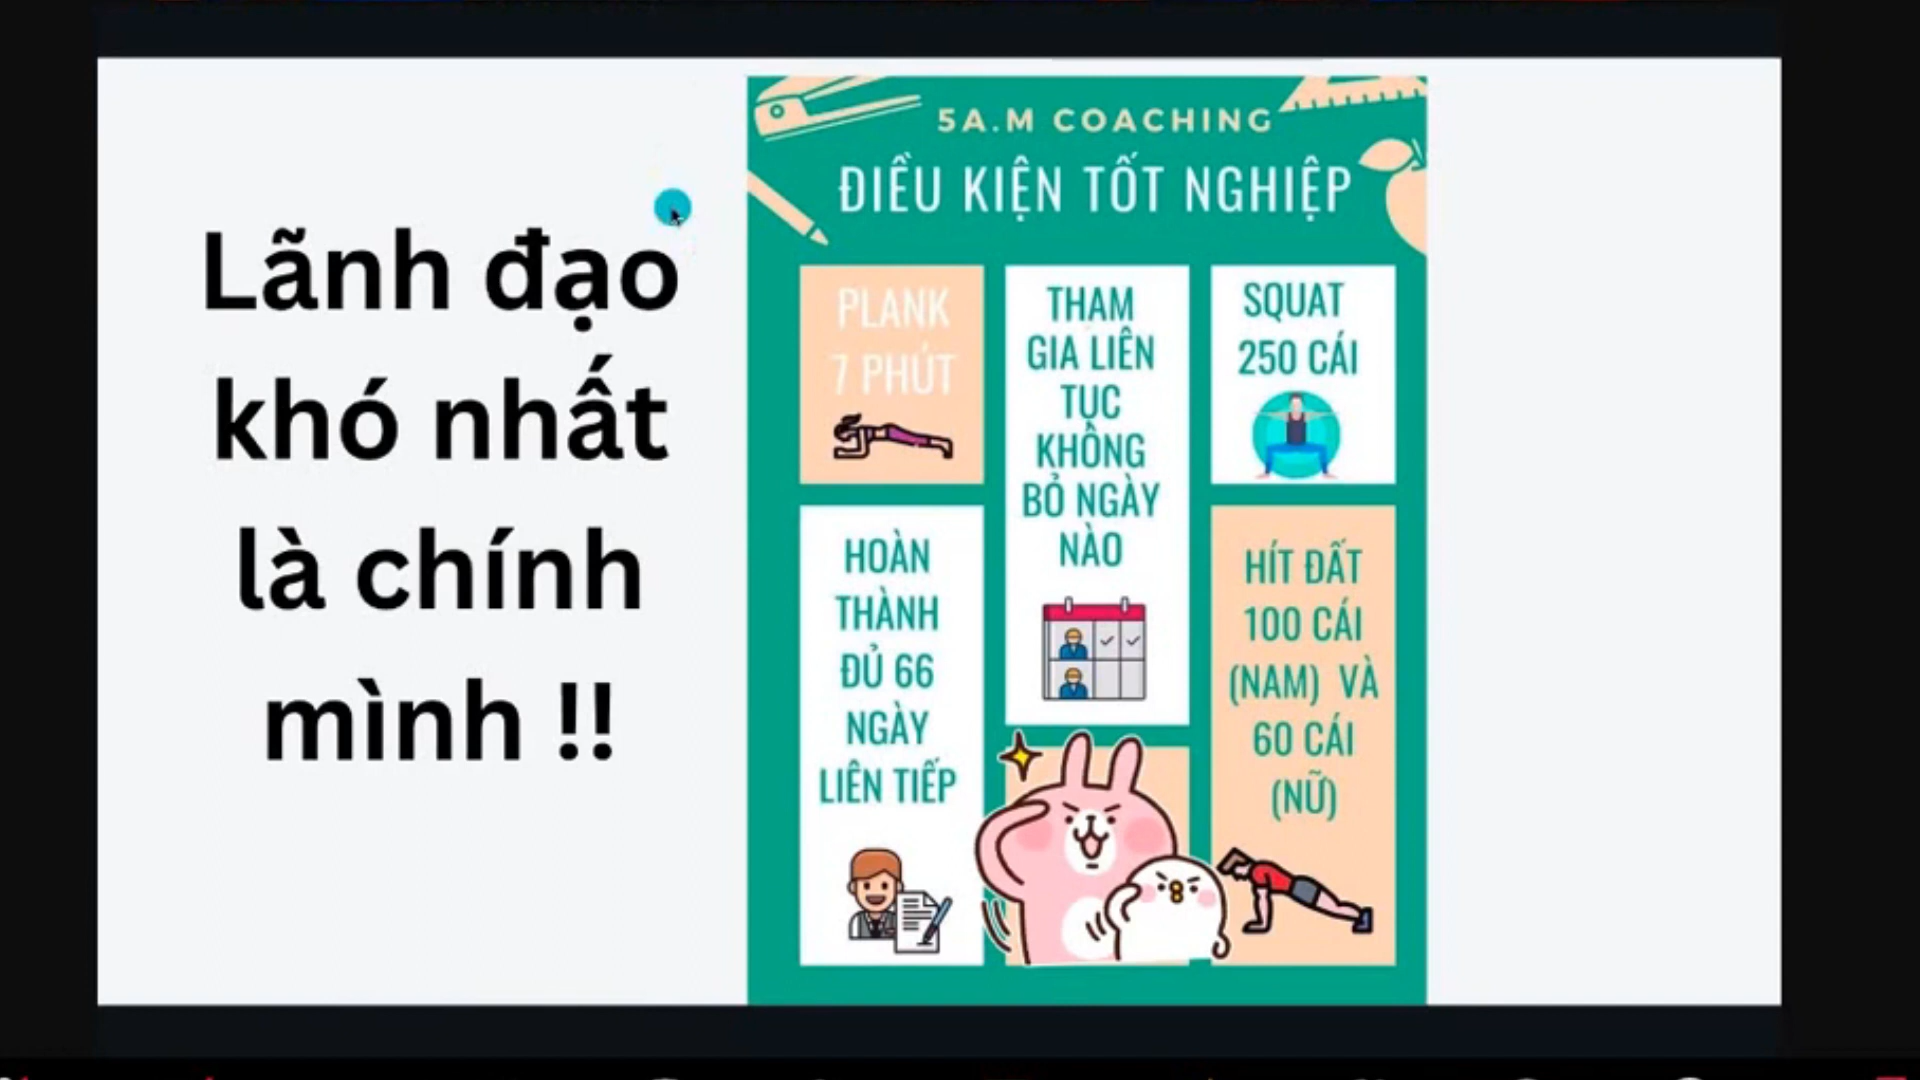 Lãnh đạo
khó nhất
là chính
mình !!
5A.M COACHING
ĐIỀU KIỆN TỐT NGHIỆP
PLANK
7 PHÚT
THAM
GIA LIÊN
TỤC
KHÔNG
BỎ NGÀY
NÀO
SQUAT
250 CÁI
HOÀN
THÀNH
ĐỦ 66
NGÀY
LIÊN TIẾP
HÍT ĐẤT
100 CÁI
(NAM) VÀ
60 CÁI
(NỮ)